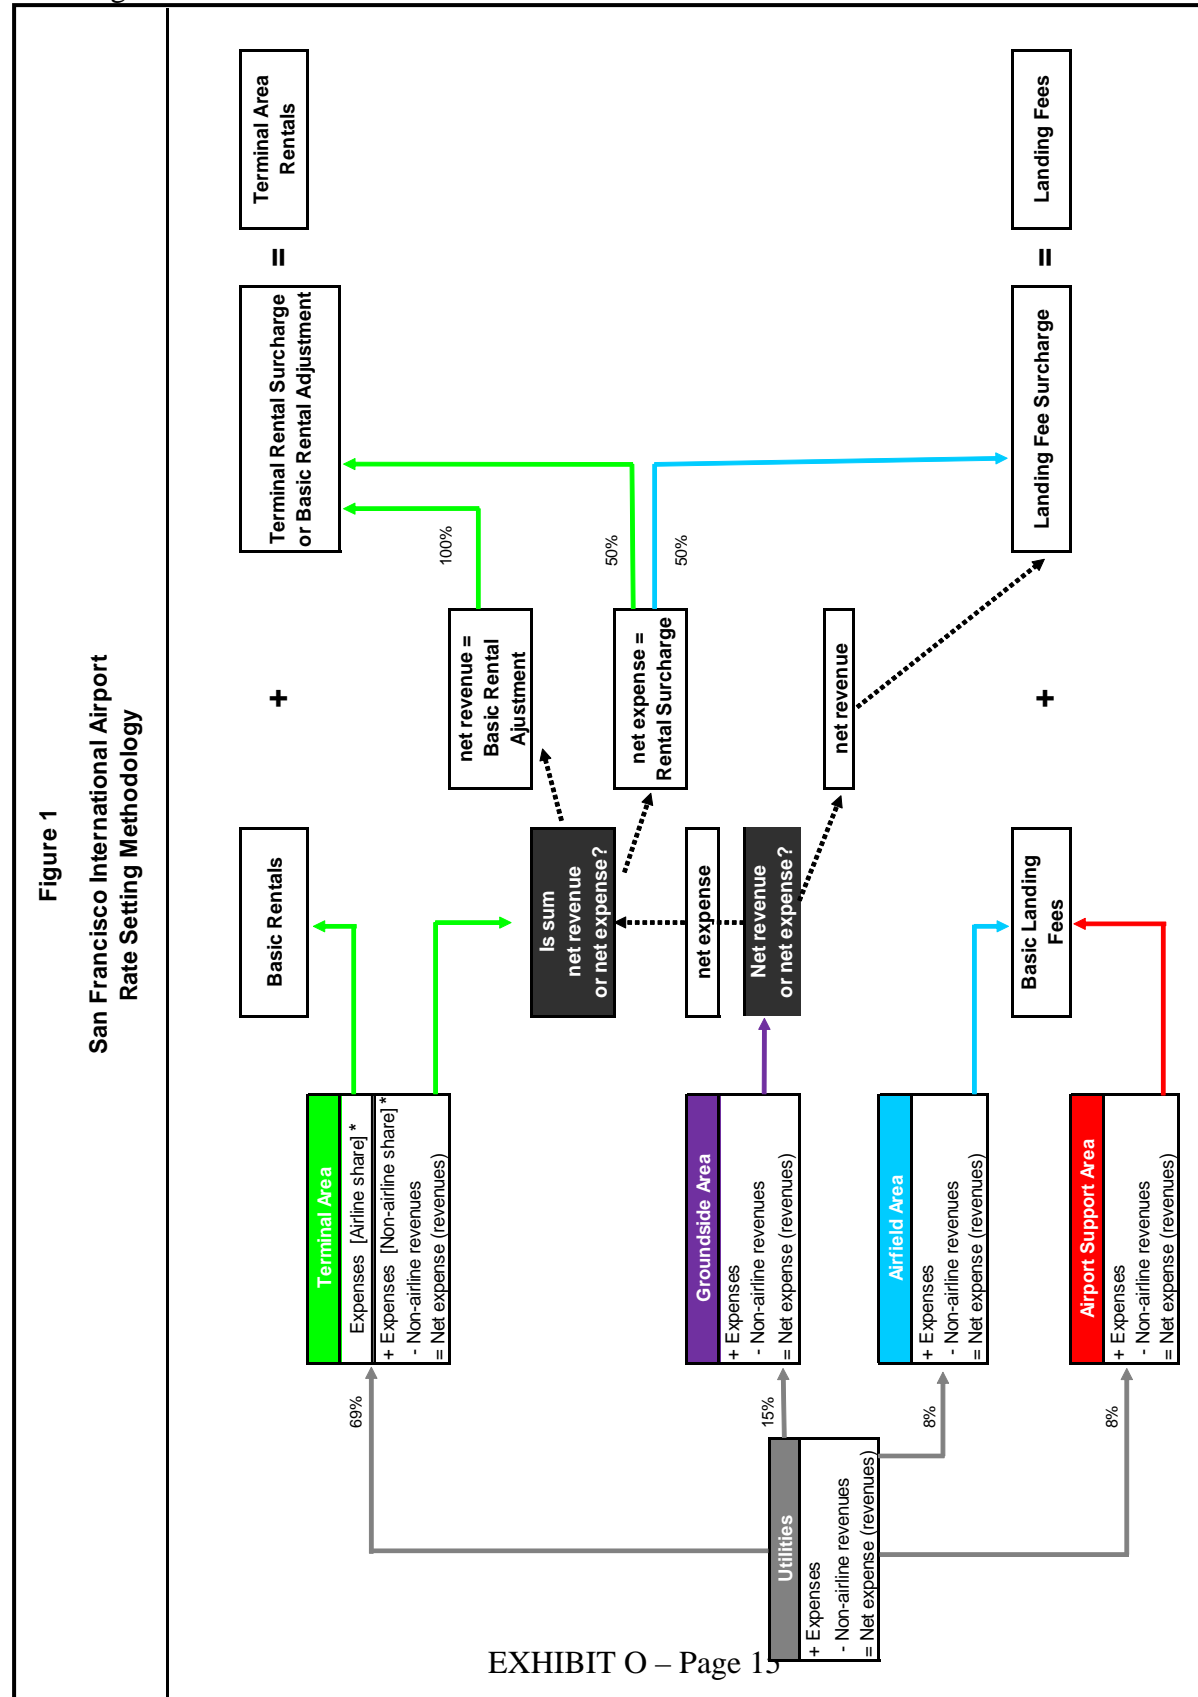 Figure 1
San Francisco International Airport
Rate Setting Methodology
Utilities
+ Expenses
- Non-airline revenues
= Net expense (revenues)
69%
15%
8%
8%
Terminal Area
Expenses [Airline share] *
+ Expenses [Non-airline share] *
- Non-airline revenues
= Net expense (revenues)
Groundside Area
+ Expenses
- Non-airline revenues
= Net expense (revenues)
Airfield Area
+ Expenses
- Non-airline revenues
= Net expense (revenues)
Airport Support Area
+ Expenses
- Non-airline revenues
= Net expense (revenues)
Basic Rentals
Is sum
net revenue
or net expense?
net expense
Net revenue
or net expense?
Basic Landing
Fees
+
net revenue =
Basic Rental
Ajustment
net expense =
Rental Surcharge
net revenue
+
100%
50%
50%
Terminal Rental Surcharge
or Basic Rental Adjustment
Landing Fee Surcharge
=
=
Terminal Area
Rentals
Landing Fees
EXHIBIT O – Page 15